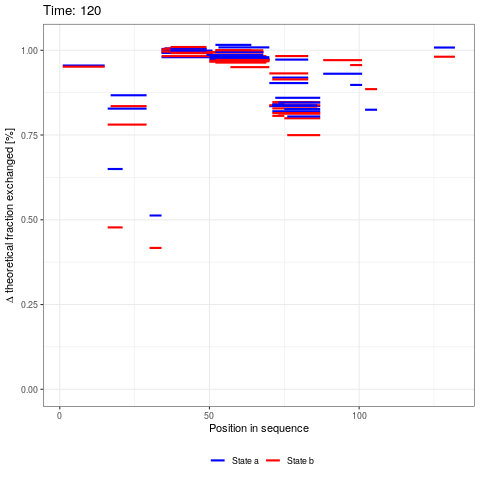 Time: 120
Δ theoretical fraction exchanged [%]
1.00
0.75
0.50
0.25
0.00
0
50
100
Position in sequence
State a
State b